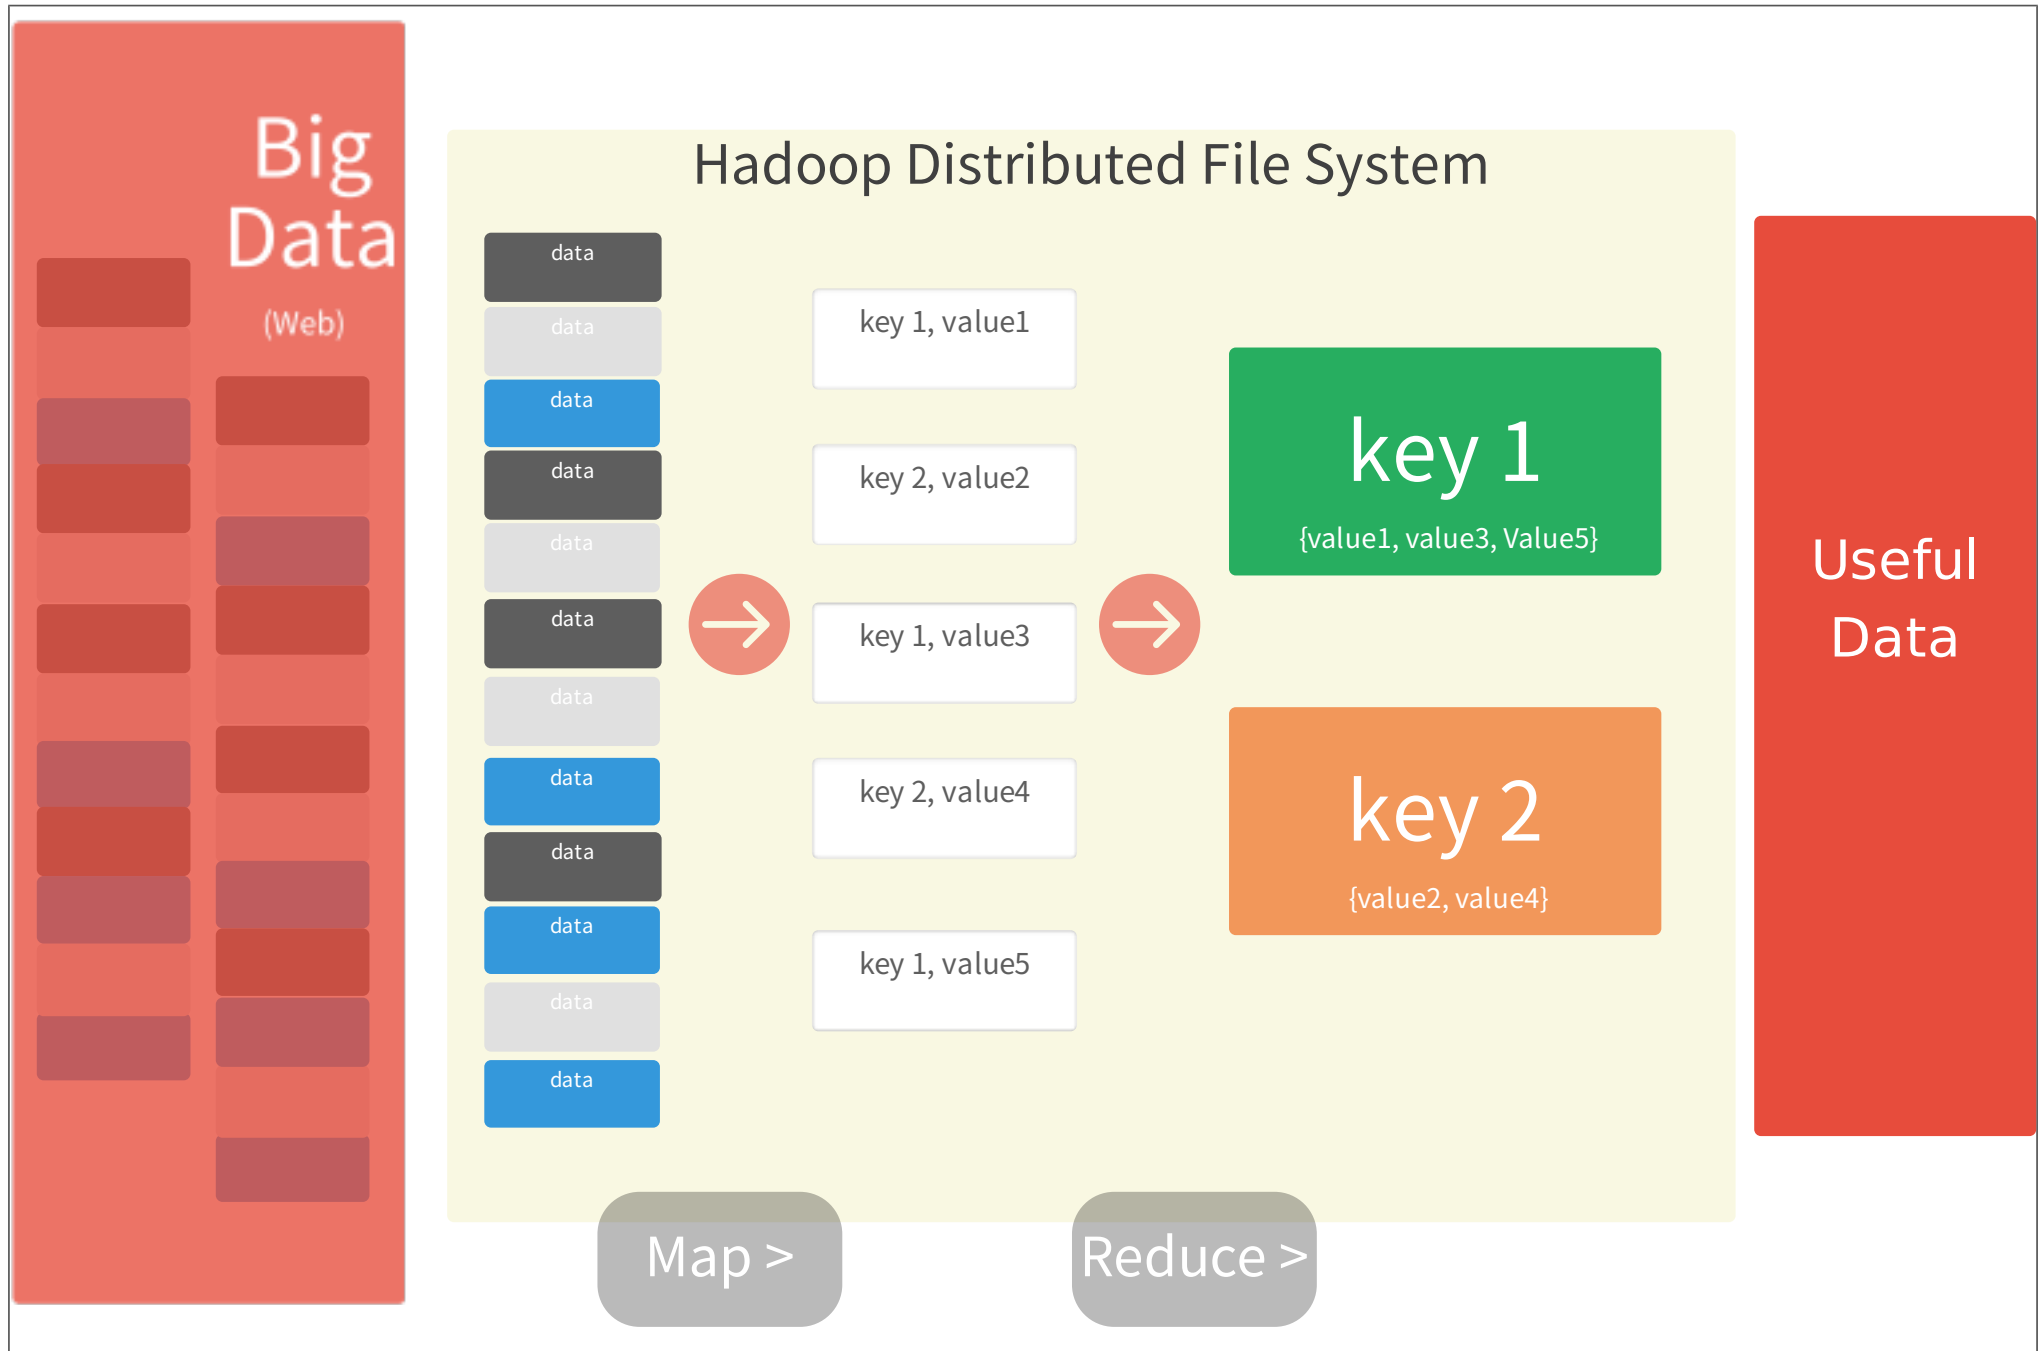 Big
Data
(Web)
Hadoop Distributed File System
data
data
data
data
data
data
data
data
data
data
data
data
key 1, value1
key 2, value2
key 1, value3
key 2, value4
key 1, value5
key 1
{value1, value3, Value5}
key 2
{value2, value4}
Useful
Data
Map >
Reduce >